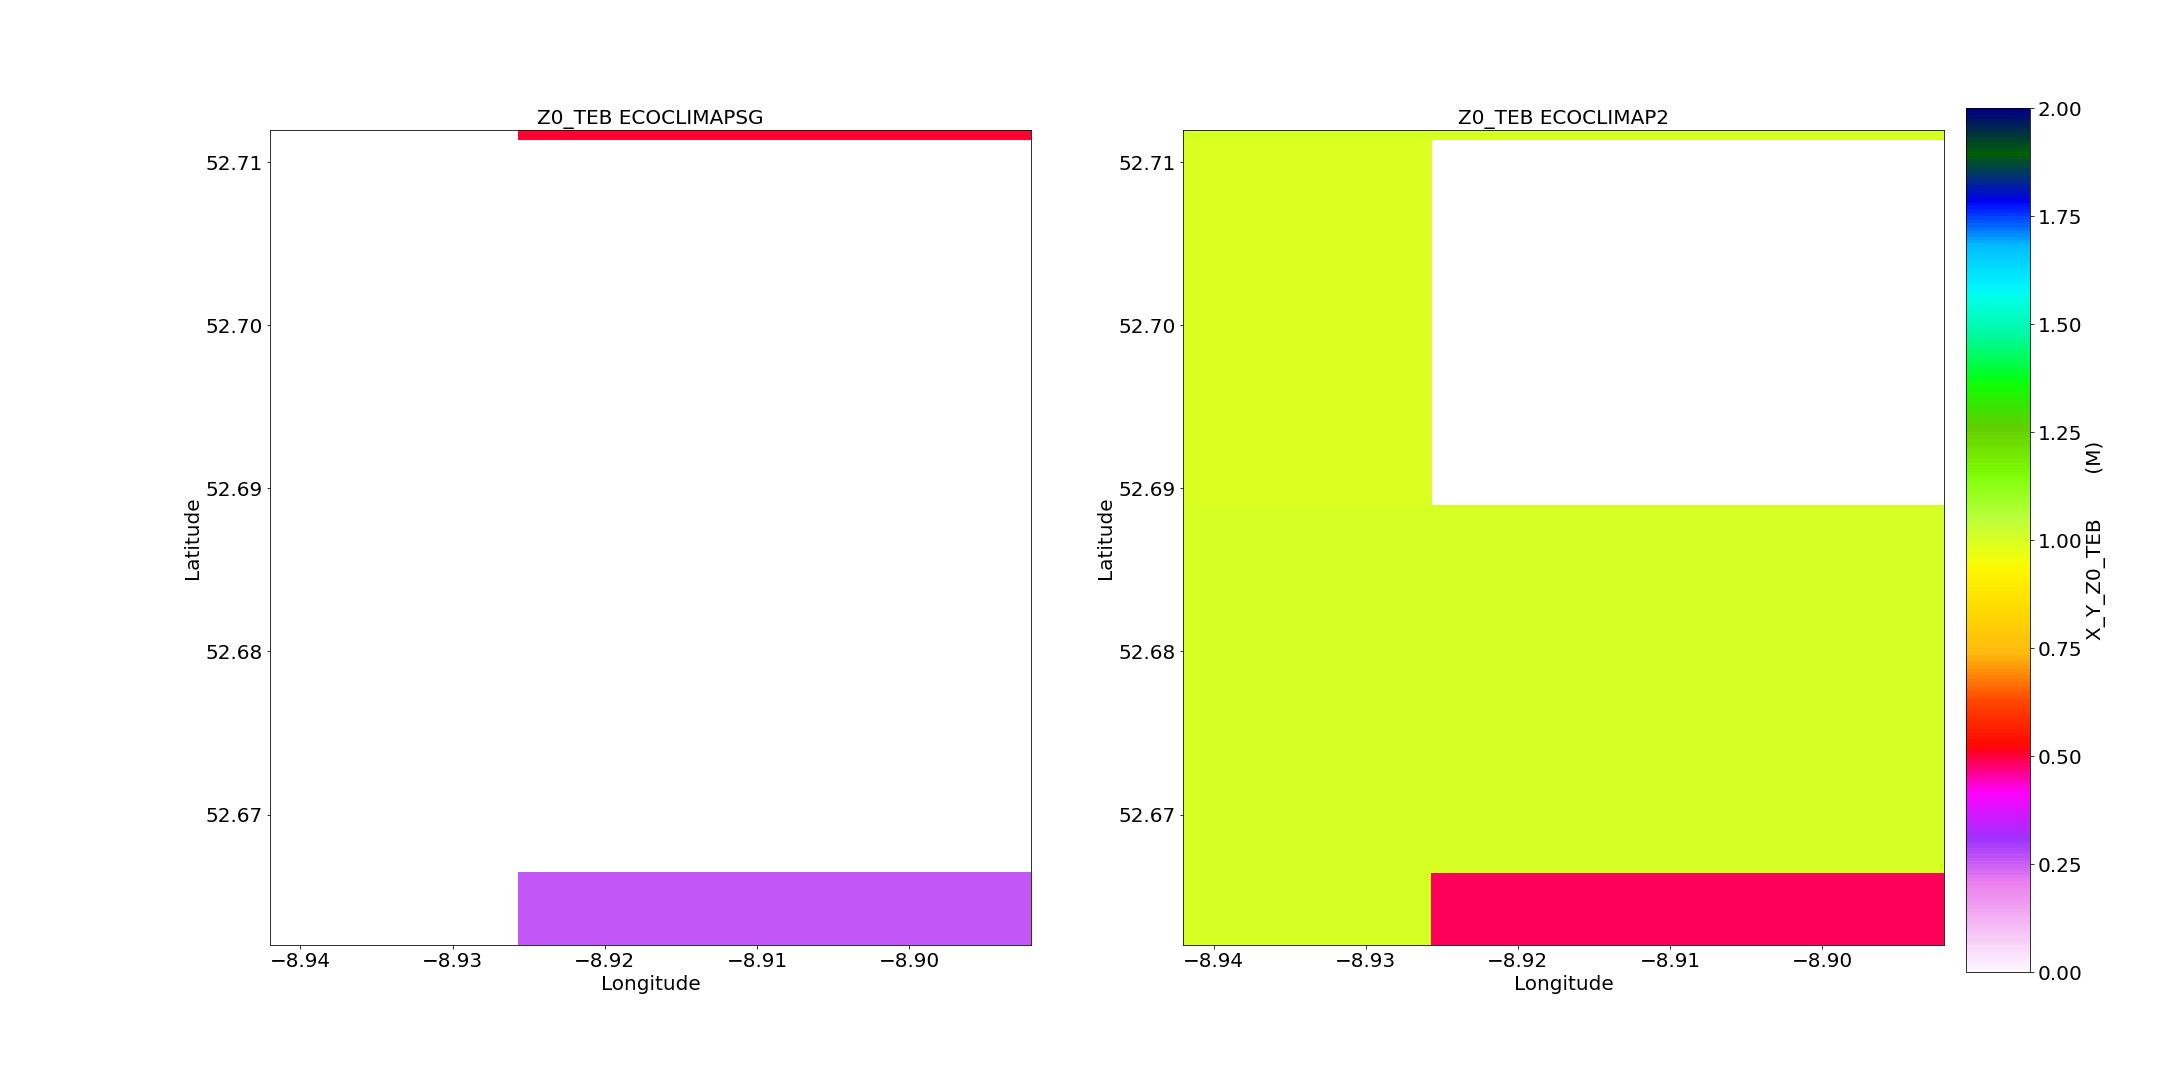 Z0_TEB ECOCLIMAPSG
52.71
52.70
52.69
52.68
52.67
Latitude
−8.94 −8.93 −8.92 −8.91 −8.90
Longitude
Z0_TEB ECOCLIMAP2
52.71
52.70
52.69
52.68
52.67
Latitude
−8.94 −8.93 −8.92 −8.91 −8.90
Longitude
2.00
1.75
1.50
1.25
1.00
0.75
0.50
0.25
0.00
X_Y_Z0_TEB (M)